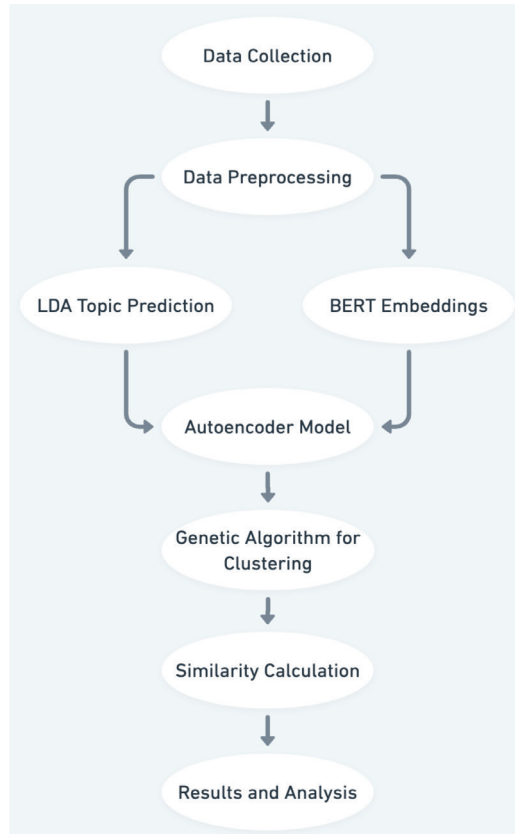 Data Collection
Data Preprocessing
LDA Topic Prediction
BERT Embeddings
Autoencoder Model
Genetic Algorithm for
Clustering
Similarity Calculation
Results and Analysis